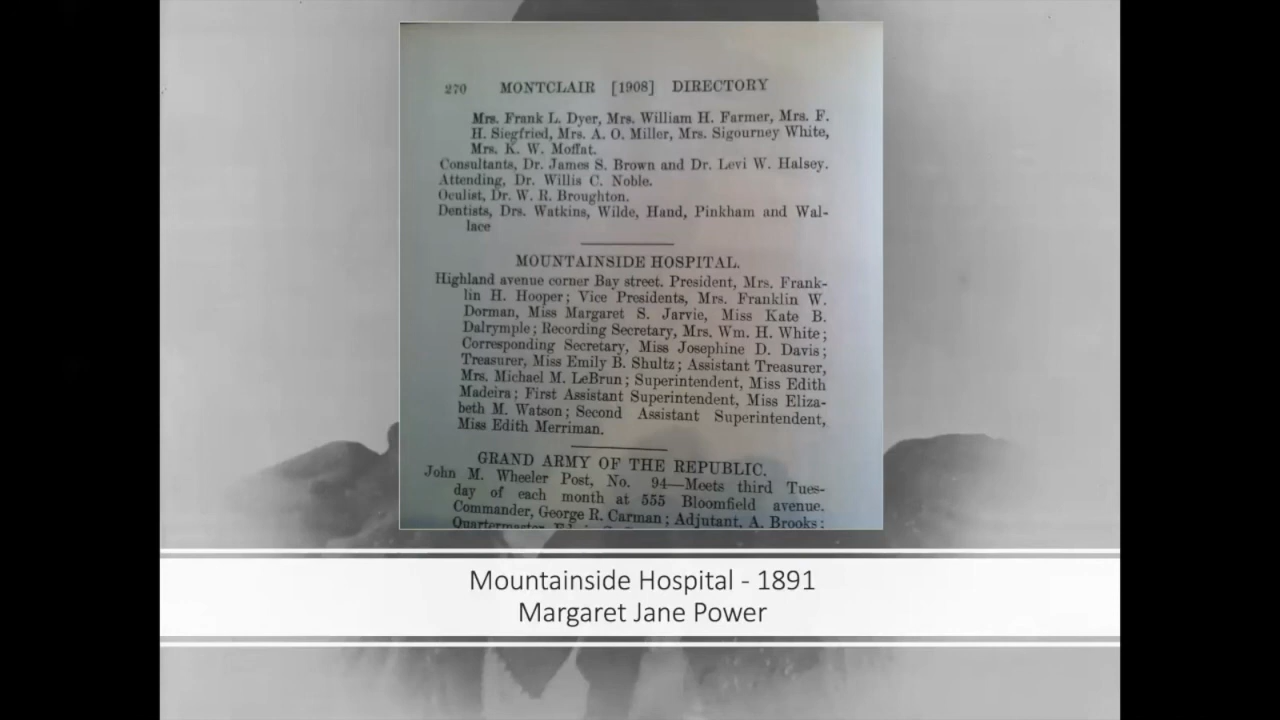 270 MONTCLAIR [1908] DIRECTORY
Mrs. Frank L. Dyer, Mrs. William H. Farmer, Mrs. F.
H. Siegfried, Mrs. A. O. Miller, Mrs. Sigourney White,
Mrs. K. W. Moffat.
Consultants, Dr. James S. Brown and Dr. Levi W. Halsey.
Attending, Dr. Willis C. Noble.
Oculist, Dr. W. R. Broughton.
Dentists, Drs. Watkins, Wilde, Hand, Pinkham and Wal-
lace
MOUNTAINSIDE HOSPITAL.
Highland avenue corner Bay street. President, Mrs. Frank-
lin H. Hooper; Vice Presidents, Mrs. Franklin W.
Dorman, Miss Margaret S. Jarvie, Miss Kate B.
Dalrymple; Recording Secretary, Mrs. Wm. H. White;
Corresponding Secretary, Miss Josephine D. Davis;
Treasurer, Miss Emily B. Shultz; Assistant Treasurer,
Mrs. Michael M. LeBrun; Superintendent, Miss Edith
Madeira; First Assistant Superintendent, Miss Eliza-
beth M. Watson; Second Assistant Superintendent,
Miss Edith Merriman.
GRAND ARMY OF THE REPUBLIC.
John M. Wheeler Post, No. 94—Meets third Tues-
day of each month at 555 Bloomfield avenue.
Commander, George R. Carman; Adjutant, A. Brooks;
Quartermaster
Mountainside Hospital - 1891
Margaret Jane Power